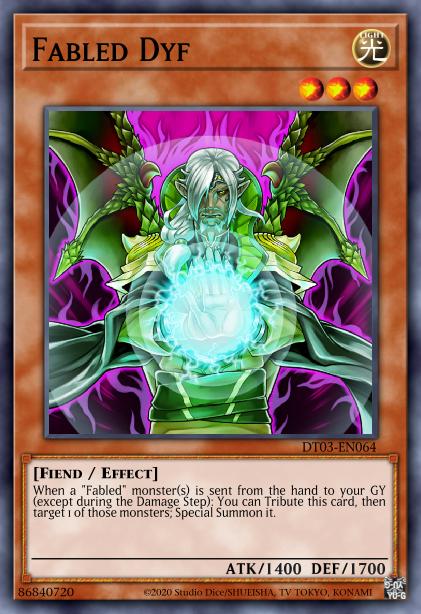 Fabled Dyf
LIGHT
光
DT03-EN064
[Fiend / Effect]
When a "Fabled" monster(s) is sent from the hand to your GY
(except during the Damage Step): You can Tribute this card, then
target 1 of those monsters; Special Summon it.
ATK/1400 DEF/1700
86840720
©2020 Studio Dice/SHUEISHA, TV TOKYO, KONAMI